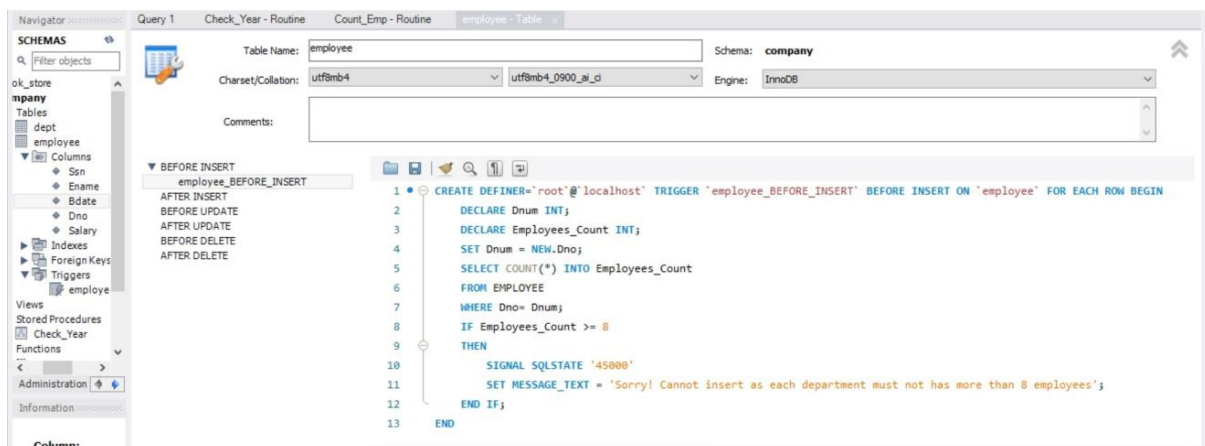 Navigator
Query 1 Check_Year - Routine Count_Emp - Routine employee - Table
SCHEMAS
Filter objects
ok_store
mpany
Tables
dept
employee
Columns
Ssn
Ename
Bdate
Dno
Salary
Indexes
Foreign Keys
Triggers
employe
Views
Stored Procedures
Check_Year
Functions
Administration
Information
Column:
Table Name: employee Schema: company
Charset/Collation: utf8mb4 utf8mb4_0900_ai_ci Engine: InnoDB
Comments:
BEFORE INSERT
employee_BEFORE_INSERT
AFTER INSERT
BEFORE UPDATE
AFTER UPDATE
BEFORE DELETE
AFTER DELETE
1 CREATE DEFINER=`root`@`localhost` TRIGGER `employee_BEFORE_INSERT` BEFORE INSERT ON `employee` FOR EACH ROW BEGIN
2 DECLARE Dnum INT;
3 DECLARE Employees_Count INT;
4 SET Dnum = NEW.Dno;
5 SELECT COUNT(*) INTO Employees_Count
6 FROM EMPLOYEE
7 WHERE Dno= Dnum;
8 IF Employees_Count >= 8
9 THEN
10 SIGNAL SQLSTATE '45000'
11 SET MESSAGE_TEXT = 'Sorry! Cannot insert as each department must not has more than 8 employees';
12 END IF;
13 END